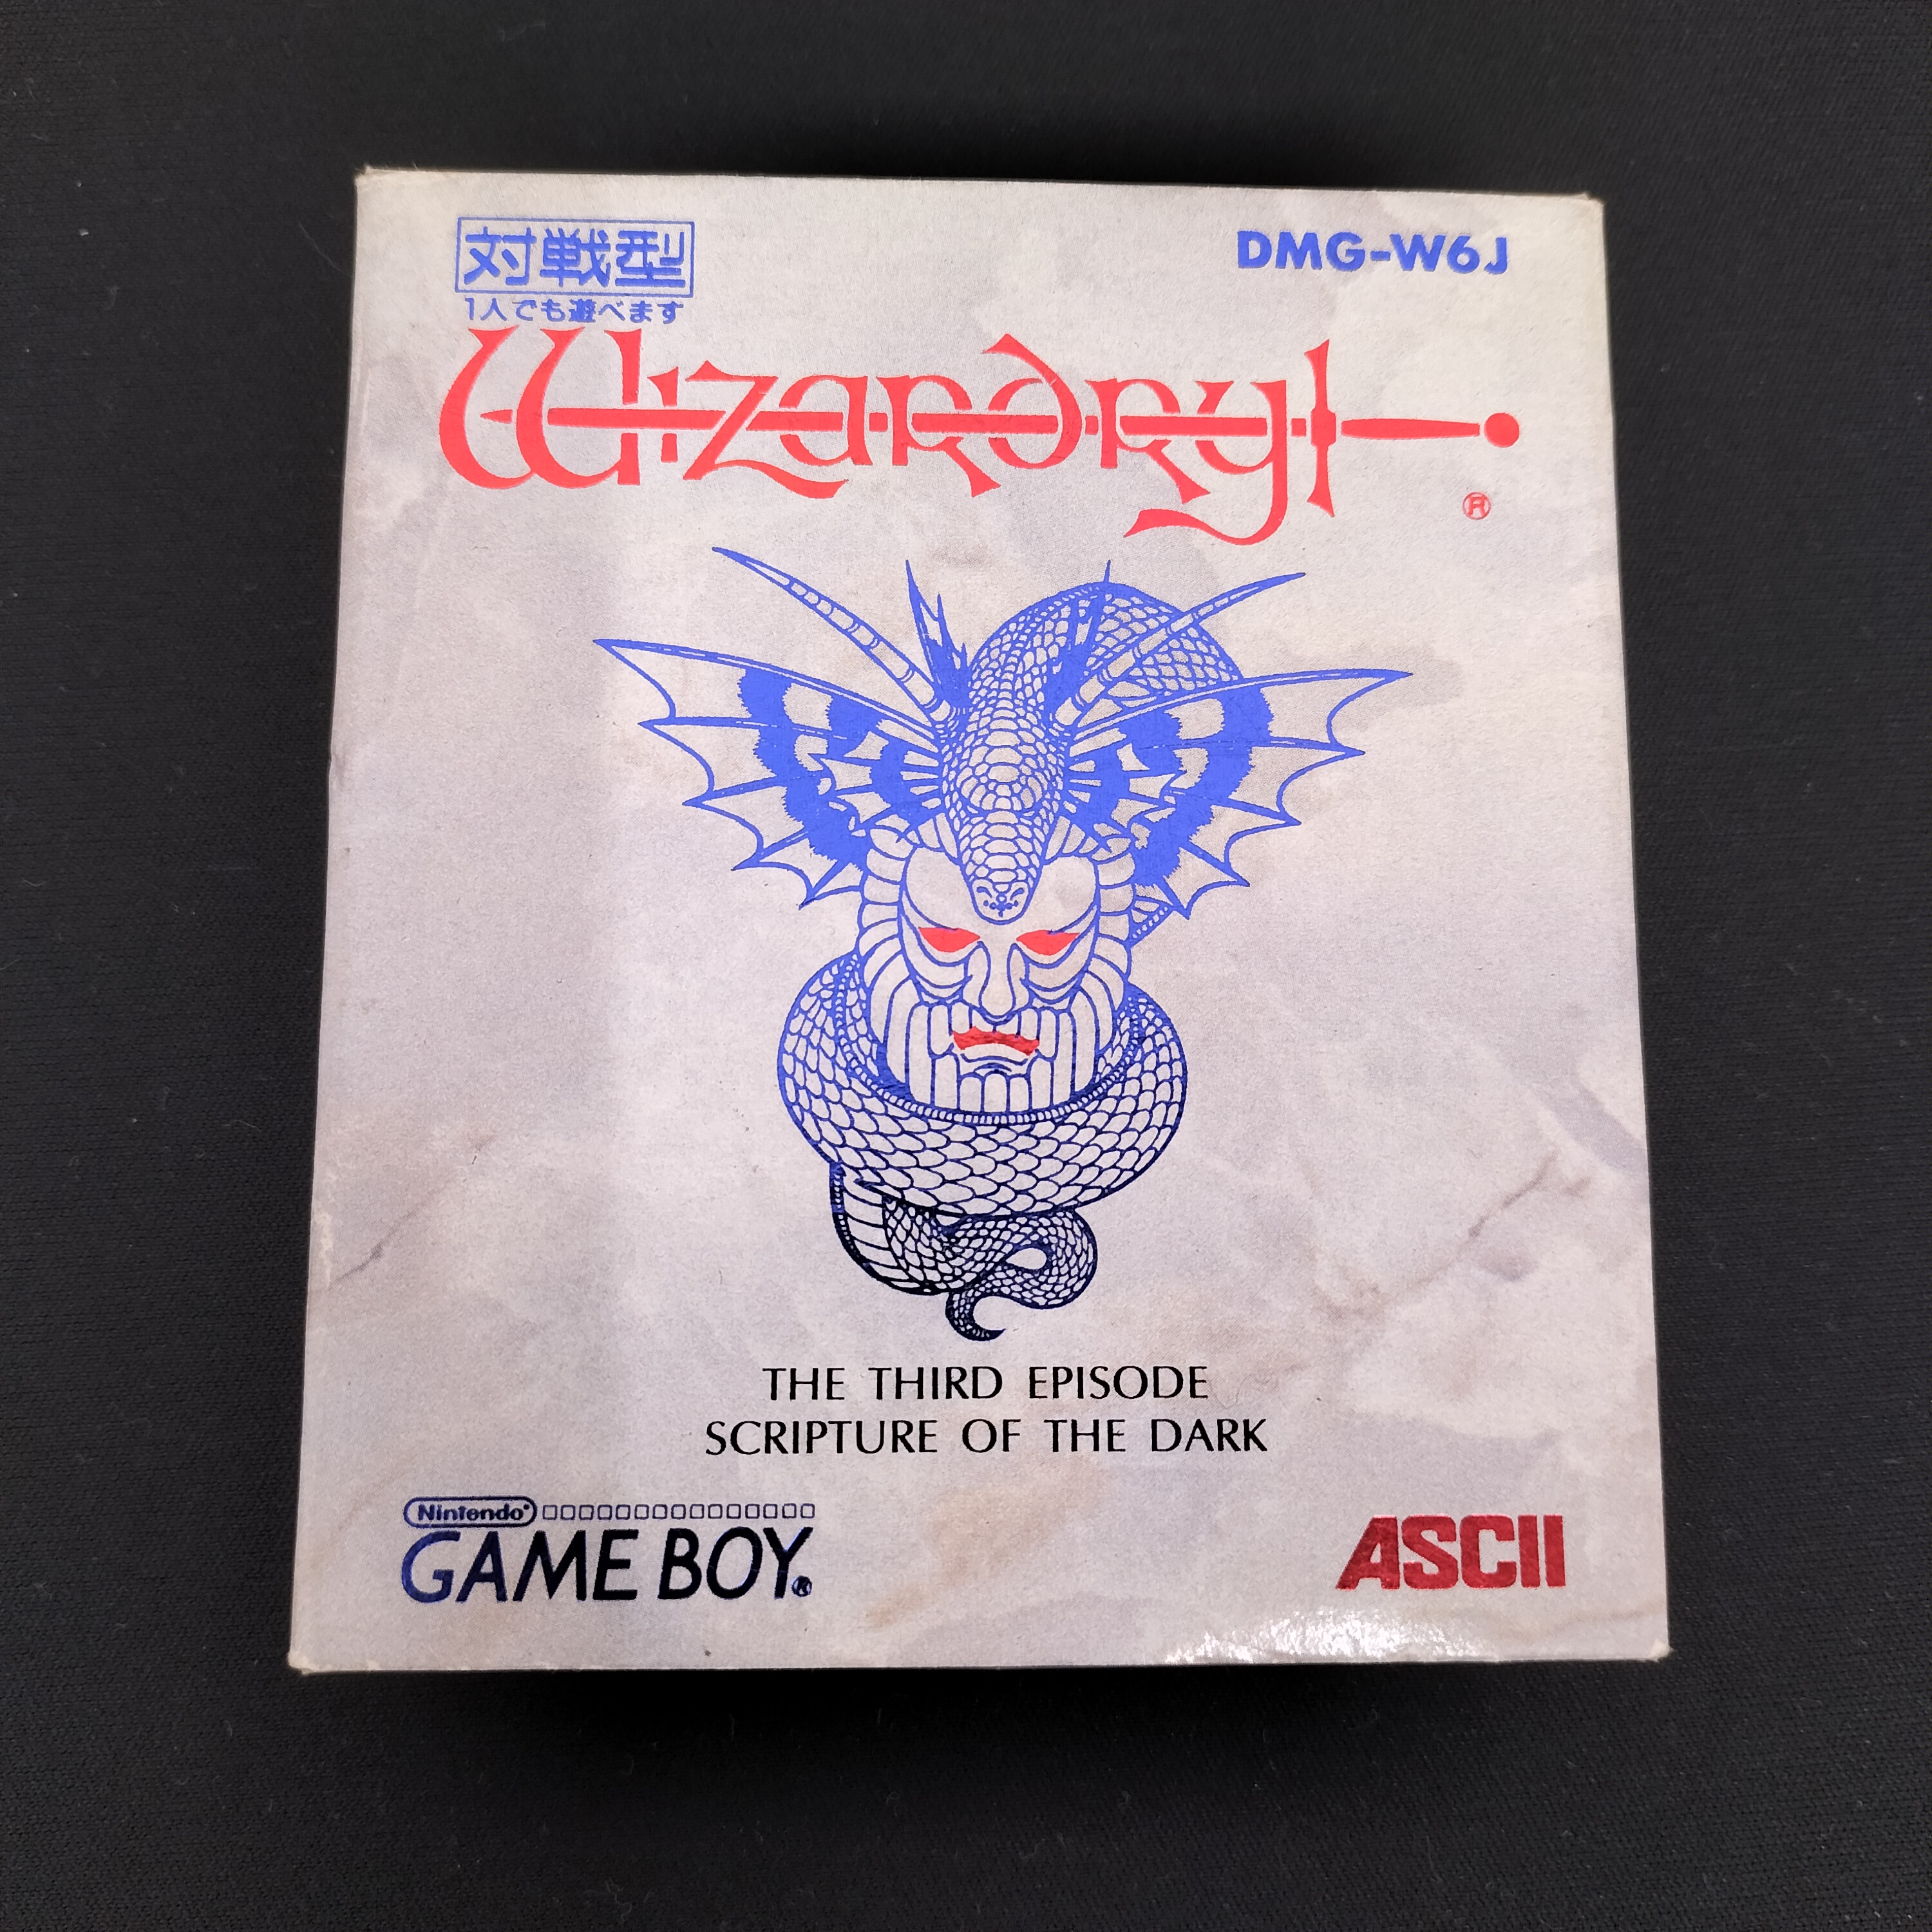 対戦型
1人でも遊べます
DMG-W6J
Wizardry
®
THE THIRD EPISODE
SCRIPTURE OF THE DARK
Nintendo®
GAME BOY®
ASCII